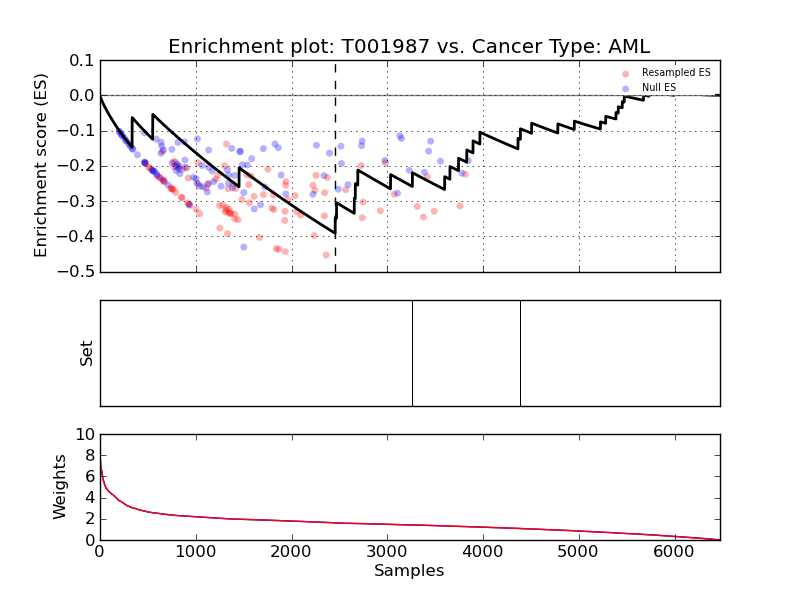 Enrichment plot: T001987 vs. Cancer Type: AML
Enrichment score (ES)
0.1
0.0
−0.1
−0.2
−0.3
−0.4
−0.5
Resampled ES
Null ES
Set
Weights
10
8
6
4
2
0
0 1000 2000 3000 4000 5000 6000
Samples